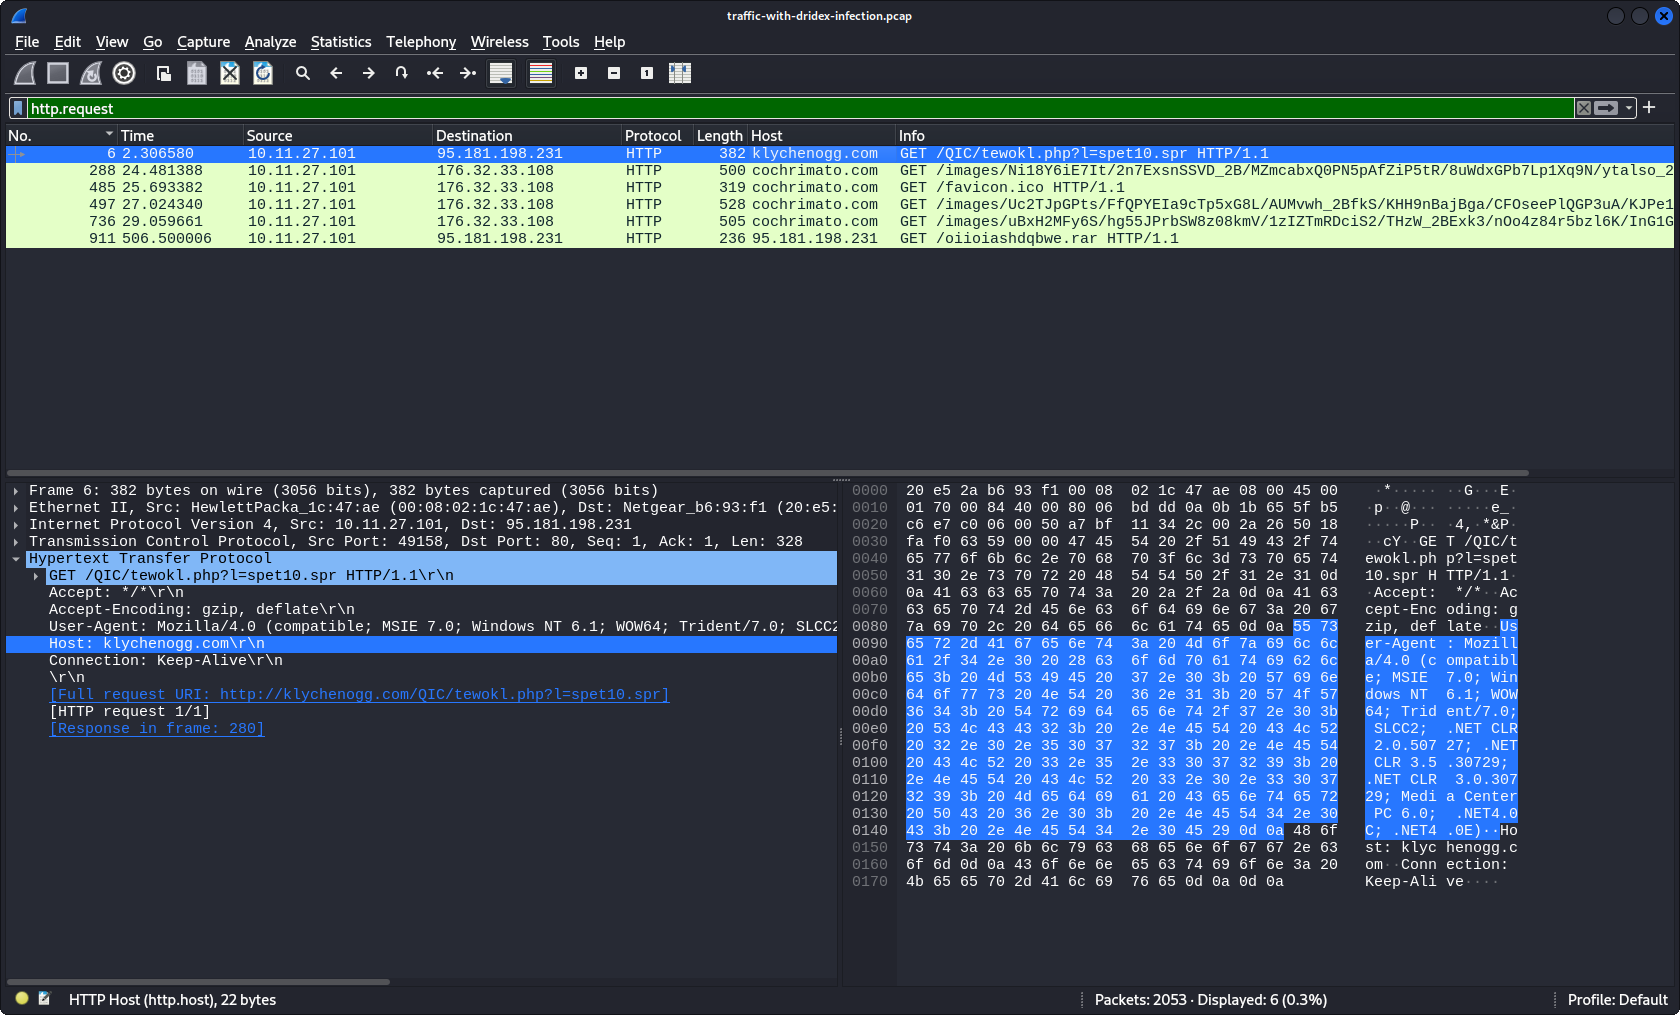 traffic-with-dridex-infection.pcap
File Edit View Go Capture Analyze Statistics Telephony Wireless Tools Help
http.request
No. Time Source Destination Protocol Length Host Info
6 2.306580 10.11.27.101 95.181.198.231 HTTP 382 klychenogg.com GET /QIC/tewokl.php?l=spet10.spr HTTP/1.1
288 24.481388 10.11.27.101 176.32.33.108 HTTP 500 cochrimato.com GET /images/Ni18Y6iE7It/2n7ExsnSSVD_2B/MZmcabxQ0PN5pAfZiP5tR/8uWdxGPb7Lp1Xq9N/ytalso_2
485 25.693382 10.11.27.101 176.32.33.108 HTTP 319 cochrimato.com GET /favicon.ico HTTP/1.1
497 27.024340 10.11.27.101 176.32.33.108 HTTP 528 cochrimato.com GET /images/Uc2TJpGPts/FfQPYEIa9cTp5xG8L/AUMvwh_2BfkS/KHH9nBajBga/CFOseePlQGP3uA/KJPe1
736 29.059661 10.11.27.101 176.32.33.108 HTTP 505 cochrimato.com GET /images/uBxH2MFy6S/hg55JPrbSW8z08kmV/1zIZTmRDciS2/THzW_2BExk3/nOo4z84r5bzl6K/InG1G
911 506.500006 10.11.27.101 95.181.198.231 HTTP 236 95.181.198.231 GET /oiioiashdqbwe.rar HTTP/1.1
Frame 6: 382 bytes on wire (3056 bits), 382 bytes captured (3056 bits)
Ethernet II, Src: HewlettPacka_1c:47:ae (00:08:02:1c:47:ae), Dst: Netgear_b6:93:f1 (20:e5:
Internet Protocol Version 4, Src: 10.11.27.101, Dst: 95.181.198.231
Transmission Control Protocol, Src Port: 49158, Dst Port: 80, Seq: 1, Ack: 1, Len: 328
Hypertext Transfer Protocol
GET /QIC/tewokl.php?l=spet10.spr HTTP/1.1\r\n
Accept: */*\r\n
Accept-Encoding: gzip, deflate\r\n
User-Agent: Mozilla/4.0 (compatible; MSIE 7.0; Windows NT 6.1; WOW64; Trident/7.0; SLCC2
Host: klychenogg.com\r\n
Connection: Keep-Alive\r\n
\r\n
[Full request URI: http://klychenogg.com/QIC/tewokl.php?l=spet10.spr]
[HTTP request 1/1]
[Response in frame: 280]
0000 20 e5 2a b6 93 f1 00 08 02 1c 47 ae 08 00 45 00 ·*····· ··G···E·
0010 01 70 00 84 40 00 80 06 bd dd 0a 0b 1b 65 5f b5 ·p··@··· ·····e_·
0020 c6 e7 c0 06 00 50 a7 bf 11 34 2c 00 2a 26 50 18 ·····P·· ·4,·*&P·
0030 fa f0 63 59 00 00 47 45 54 20 2f 51 49 43 2f 74 ··cY··GE T /QIC/t
0040 65 77 6f 6b 6c 2e 70 68 70 3f 6c 3d 73 70 65 74 ewokl.ph p?l=spet
0050 31 30 2e 73 70 72 20 48 54 54 50 2f 31 2e 31 0d 10.spr H TTP/1.1·
0060 0a 41 63 63 65 70 74 3a 20 2a 2f 2a 0d 0a 41 63 ·Accept: */*··Ac
0070 63 65 70 74 2d 45 6e 63 6f 64 69 6e 67 3a 20 67 cept-Enc oding: g
0080 7a 69 70 2c 20 64 65 66 6c 61 74 65 0d 0a 55 73 zip, def late··Us
0090 65 72 2d 41 67 65 6e 74 3a 20 4d 6f 7a 69 6c 6c er-Agent : Mozill
00a0 61 2f 34 2e 30 20 28 63 6f 6d 70 61 74 69 62 6c a/4.0 (c ompatibl
00b0 65 3b 20 4d 53 49 45 20 37 2e 30 3b 20 57 69 6e e; MSIE 7.0; Win
00c0 64 6f 77 73 20 4e 54 20 36 2e 31 3b 20 57 4f 57 dows NT 6.1; WOW
00d0 36 34 3b 20 54 72 69 64 65 6e 74 2f 37 2e 30 3b 64; Trid ent/7.0;
00e0 20 53 4c 43 43 32 3b 20 2e 4e 45 54 20 43 4c 52 SLCC2; .NET CLR
00f0 20 32 2e 30 2e 35 30 37 32 37 3b 20 2e 4e 45 54 2.0.507 27; .NET
0100 20 43 4c 52 20 33 2e 35 2e 33 30 37 32 39 3b 20 CLR 3.5 .30729;
0110 2e 4e 45 54 20 43 4c 52 20 33 2e 30 2e 33 30 37 .NET CLR 3.0.307
0120 32 39 3b 20 4d 65 64 69 61 20 43 65 6e 74 65 72 29; Medi a Center
0130 20 50 43 20 36 2e 30 3b 20 2e 4e 45 54 34 2e 30 PC 6.0; .NET4.0
0140 43 3b 20 2e 4e 45 54 34 2e 30 45 29 0d 0a 48 6f C; .NET4 .0E)··Ho
0150 73 74 3a 20 6b 6c 79 63 68 65 6e 6f 67 67 2e 63 st: klyc henogg.c
0160 6f 6d 0d 0a 43 6f 6e 6e 65 63 74 69 6f 6e 3a 20 om··Conn ection:
0170 4b 65 65 70 2d 41 6c 69 76 65 0d 0a 0d 0a Keep-Ali ve····
HTTP Host (http.host), 22 bytes
Packets: 2053 · Displayed: 6 (0.3%)
Profile: Default